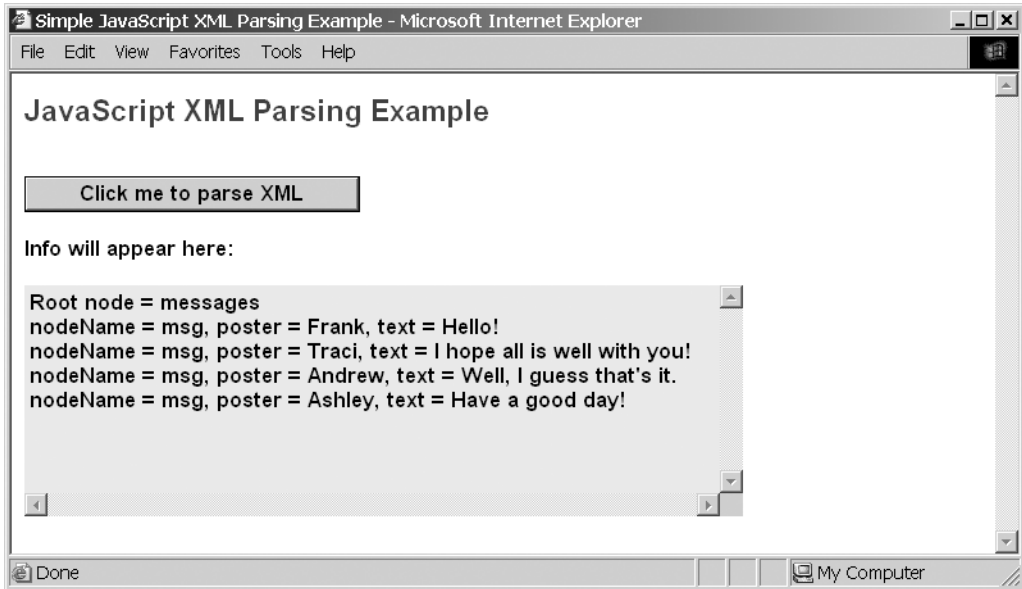 Simple JavaScript XML Parsing Example - Microsoft Internet Explorer
File Edit View Favorites Tools Help
JavaScript XML Parsing Example
Click me to parse XML
Info will appear here:
Root node = messages
nodeName = msg, poster = Frank, text = Hello!
nodeName = msg, poster = Traci, text = I hope all is well with you!
nodeName = msg, poster = Andrew, text = Well, I guess that's it.
nodeName = msg, poster = Ashley, text = Have a good day!
Done
My Computer